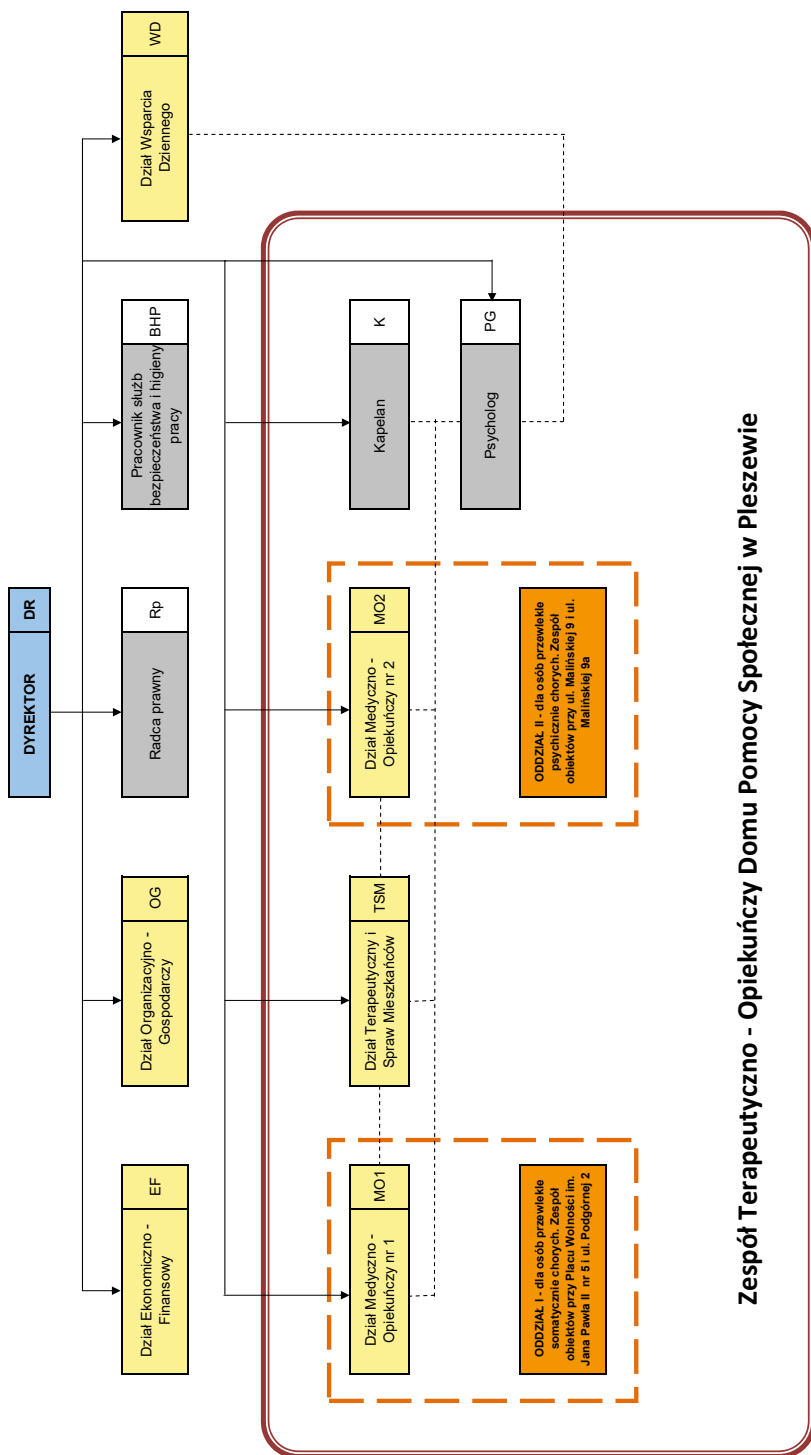 DYREKTOR
DR
Dział Ekonomiczno -
Finansowy
EF
Dział Organizacyjno -
Gospodarczy
OG
Radca prawny
Rp
Pracownik służb
bezpieczeństwa i higieny
pracy
BHP
Dział Wsparcia
Dziennego
WD
Dział Medyczno -
Opiekuńczy nr 1
MO1
Dział Terapeutyczny i
Spraw Mieszkańców
TSM
Dział Medyczno -
Opiekuńczy nr 2
MO2
Kapelan
K
Psycholog
PG
ODDZIAŁ I - dla osób przewlekle
somatycznie chorych. Zespół
obiektów przy Placu Wolności im.
Jana Pawła II nr 5 i ul. Podgórnej 2
ODDZIAŁ II - dla osób przewlekle
psychicznie chorych. Zespół
obiektów przy ul. Malińskiej 9 i ul.
Malińskiej 9a
Zespół Terapeutyczno - Opiekuńczy Domu Pomocy Społecznej w Pleszewie